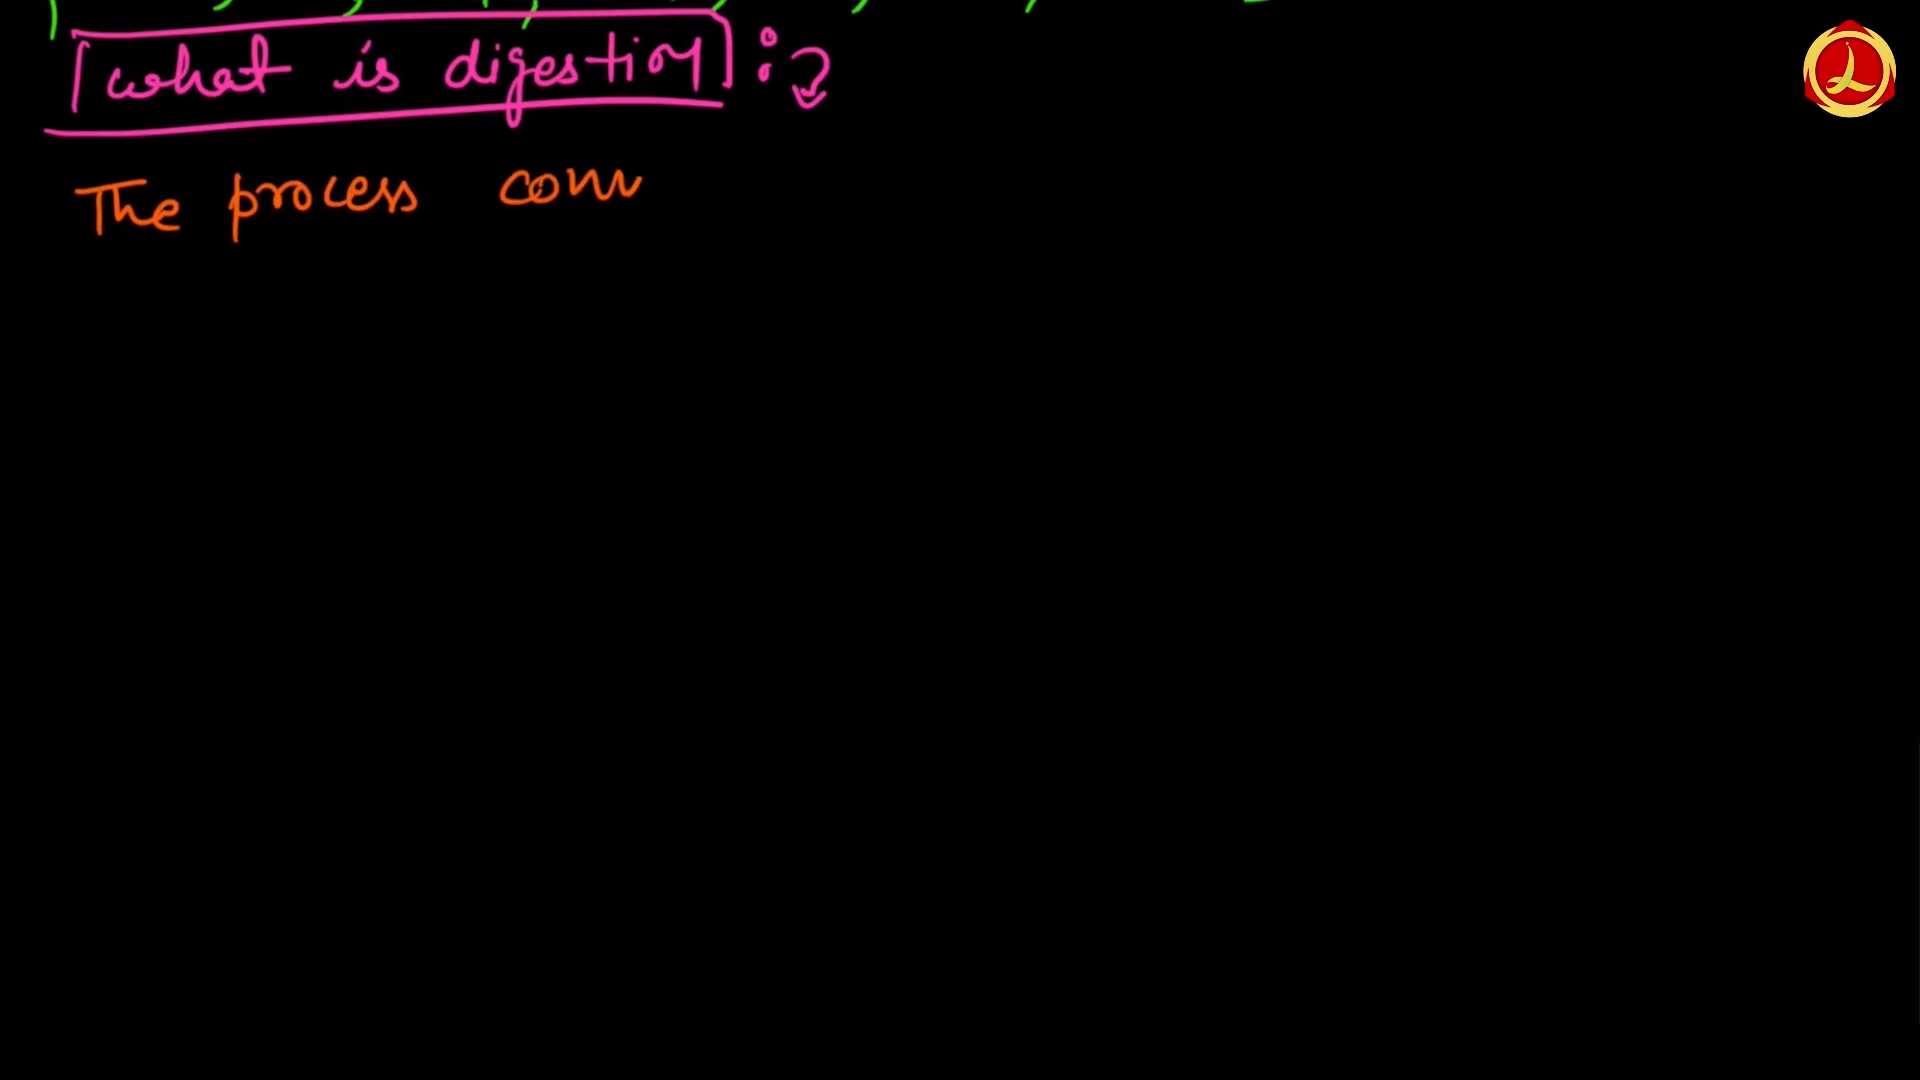 what is digestion :
The process conv